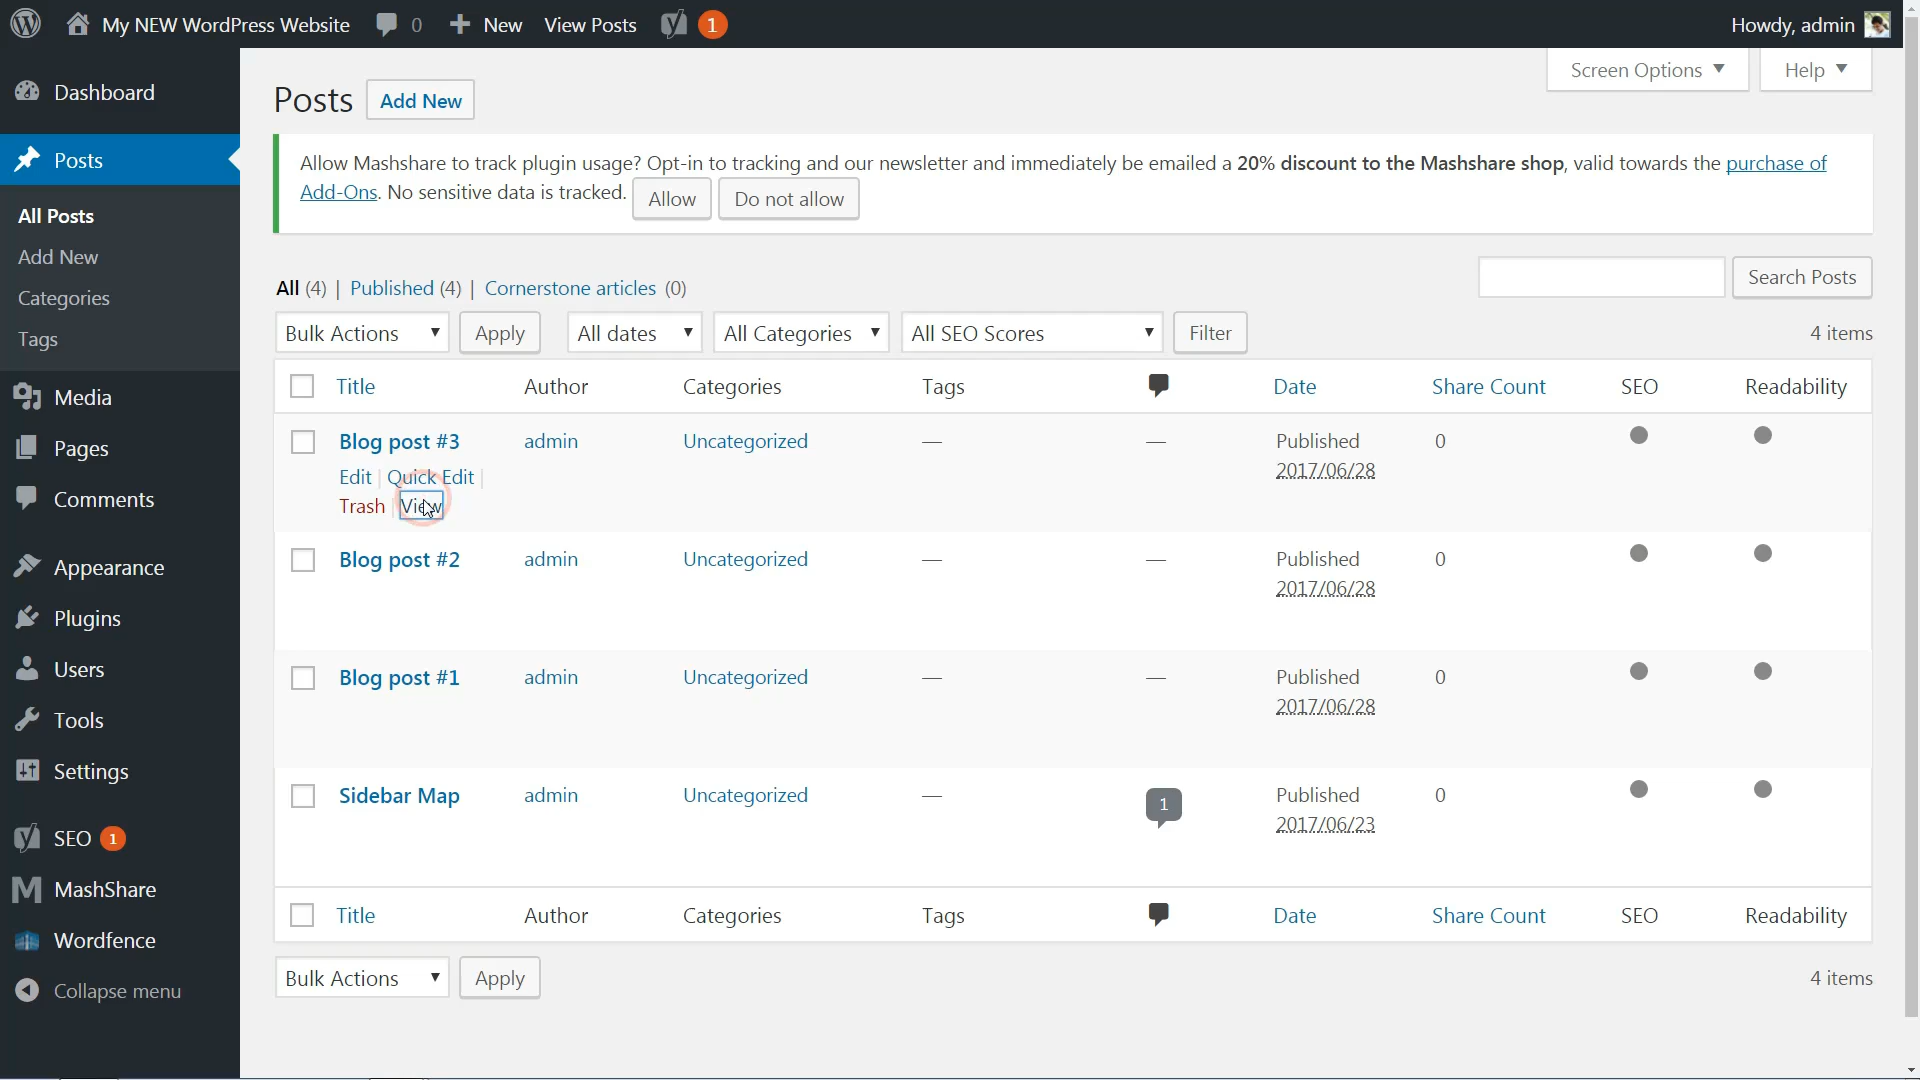 My NEW WordPress Website 0 New View Posts 1 Howdy, admin
Dashboard
Posts
All Posts
Add New
Categories
Tags
Media
Pages
Comments
Appearance
Plugins
Users
Tools
Settings
SEO 1
MashShare
Wordfence
Collapse menu
Screen Options Help
Posts Add New
Allow Mashshare to track plugin usage? Opt-in to tracking and our newsletter and immediately be emailed a 20% discount to the Mashshare shop, valid towards the purchase of
Add-Ons. No sensitive data is tracked. Allow Do not allow
All (4) | Published (4) | Cornerstone articles (0)
Search Posts
Bulk Actions Apply All dates All Categories All SEO Scores Filter 4 items
Title Author Categories Tags Date Share Count SEO Readability
Blog post #3 admin Uncategorized — — Published 0
2017/06/28
Edit | Quick Edit |
Trash | View
Blog post #2 admin Uncategorized — — Published 0
2017/06/28
Blog post #1 admin Uncategorized — — Published 0
2017/06/28
Sidebar Map admin Uncategorized — 1 Published 0
2017/06/23
Title Author Categories Tags Date Share Count SEO Readability
Bulk Actions Apply 4 items